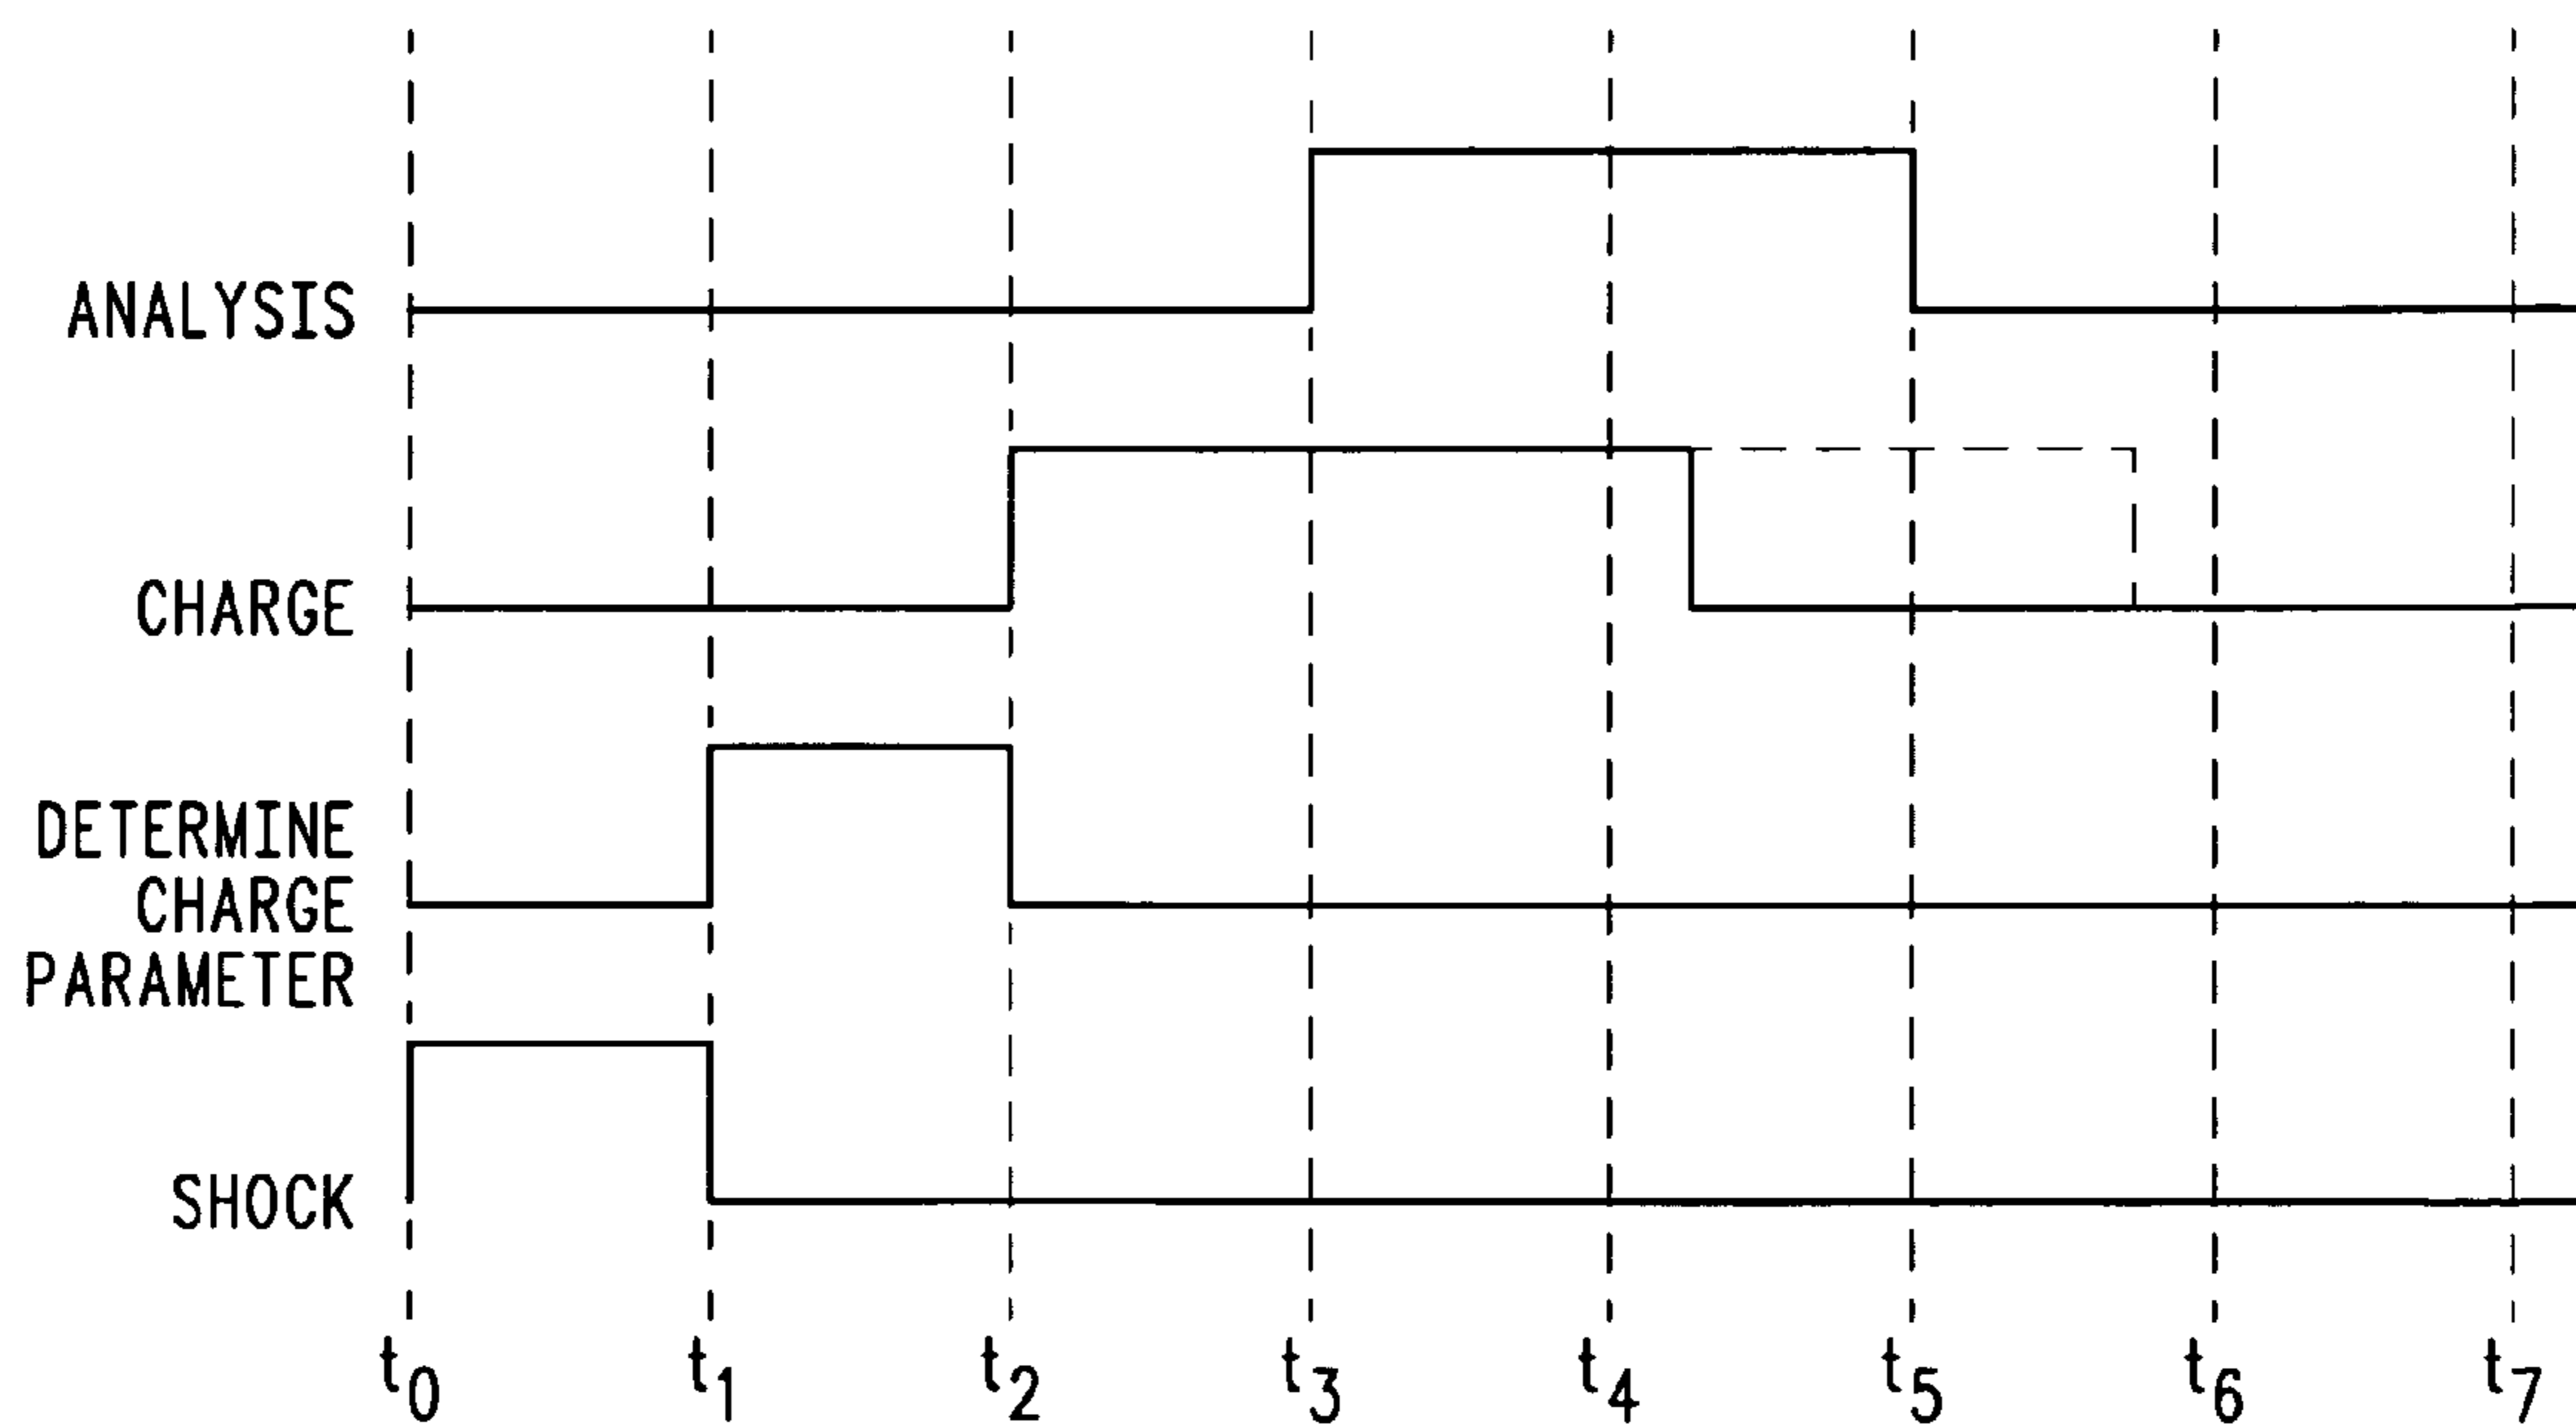 ANALYSIS
CHARGE
DETERMINE
CHARGE
PARAMETER
SHOCK
t0 t1 t2 t3 t4 t5 t6 t7